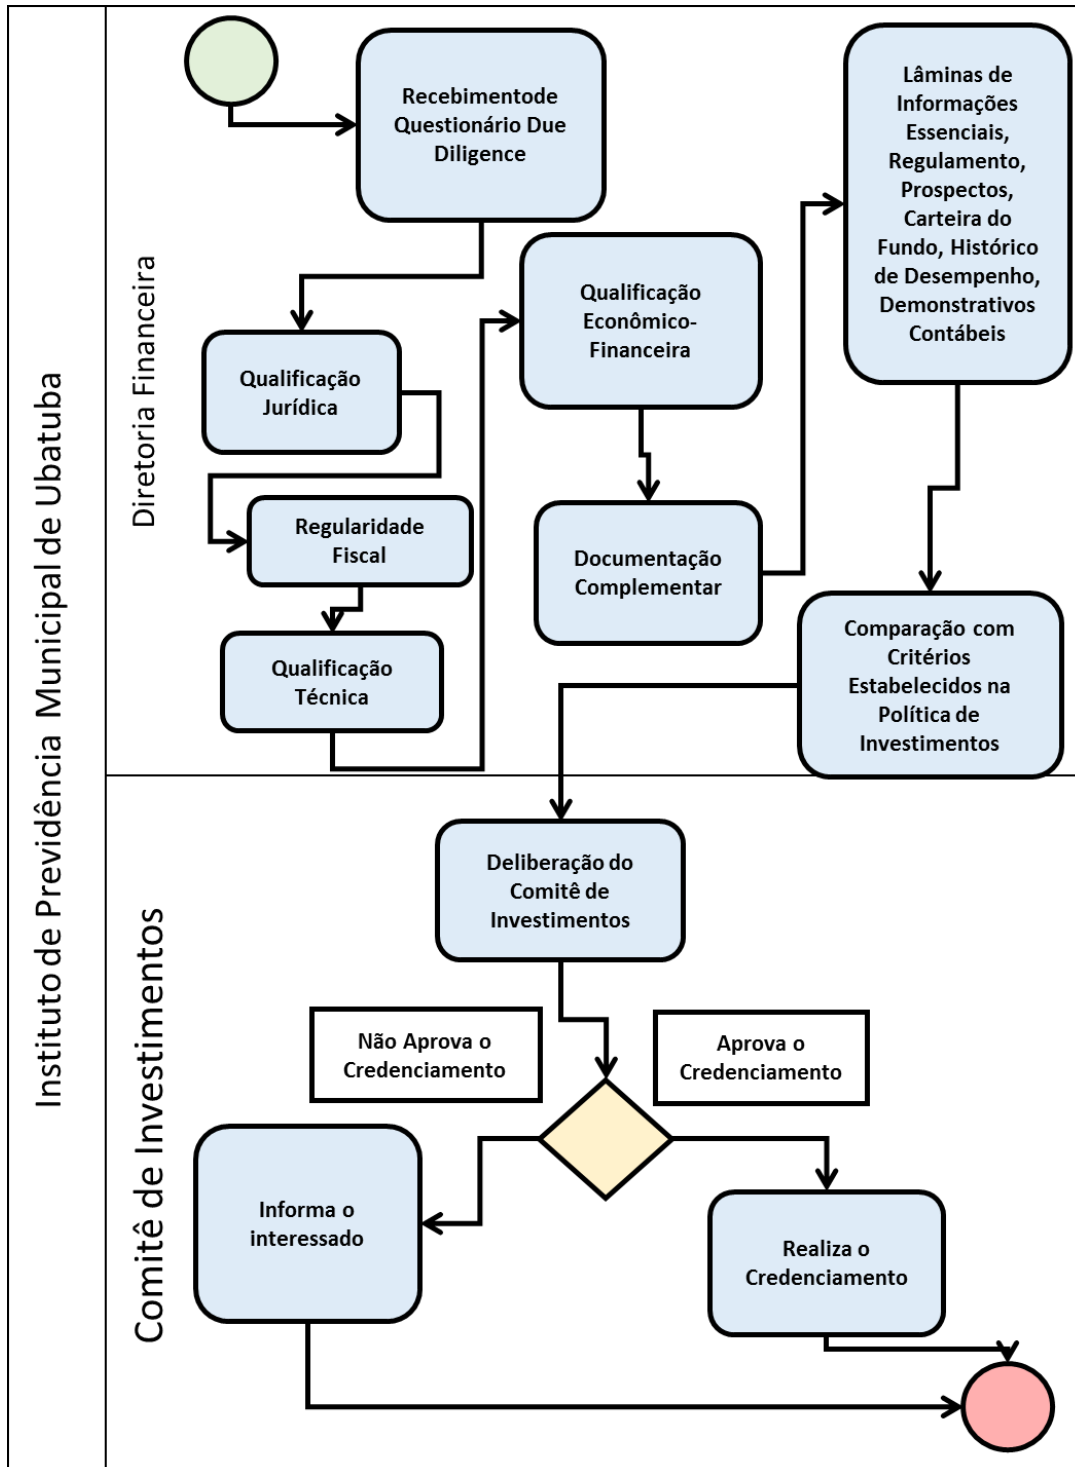 Instituto de Previdência Municipal de Ubatuba
Diretoria Financeira
Recebimentode
Questionário Due
Diligence
Qualificação
Jurídica
Regularidade
Fiscal
Qualificação
Técnica
Qualificação
Econômico-
Financeira
Documentação
Complementar
Lâminas de
Informações
Essenciais,
Regulamento,
Prospectos,
Carteira do
Fundo, Histórico
de Desempenho,
Demonstrativos
Contábeis
Comparação com
Critérios
Estabelecidos na
Política de
Investimentos
Comitê de Investimentos
Deliberação do
Comitê de
Investimentos
Não Aprova o
Credenciamento
Aprova o
Credenciamento
Informa o
interessado
Realiza o
Credenciamento